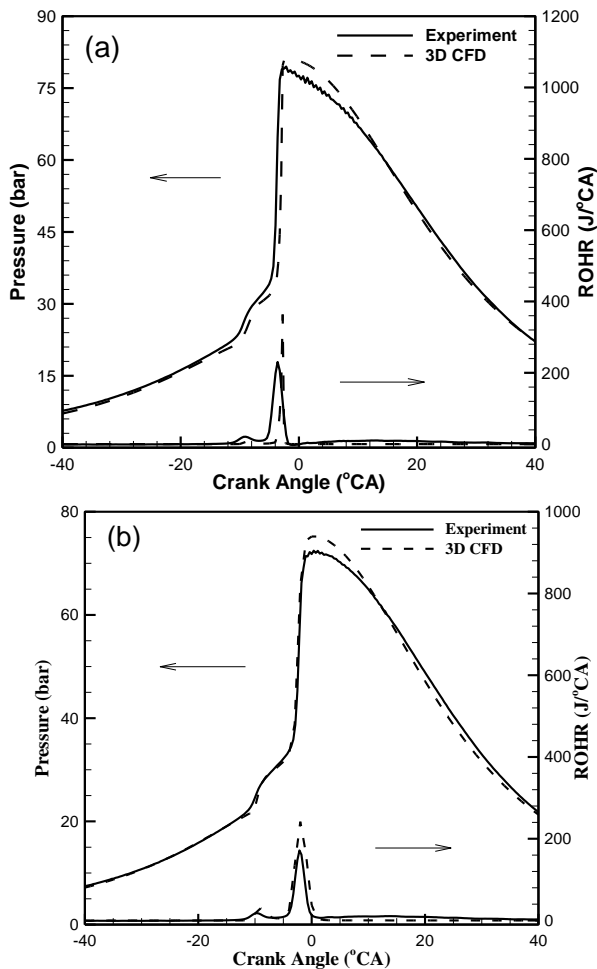 (a)
Experiment
3D CFD
Pressure (bar)
90
75
60
45
30
15
0
ROHR (J/°CA)
1200
1000
800
600
400
200
0
-40 -20 0 20 40
Crank Angle (°CA)
(b)
Experiment
3D CFD
Pressure (bar)
80
60
40
20
0
ROHR (J/°CA)
1000
800
600
400
200
0
-40 -20 0 20 40
Crank Angle (°CA)